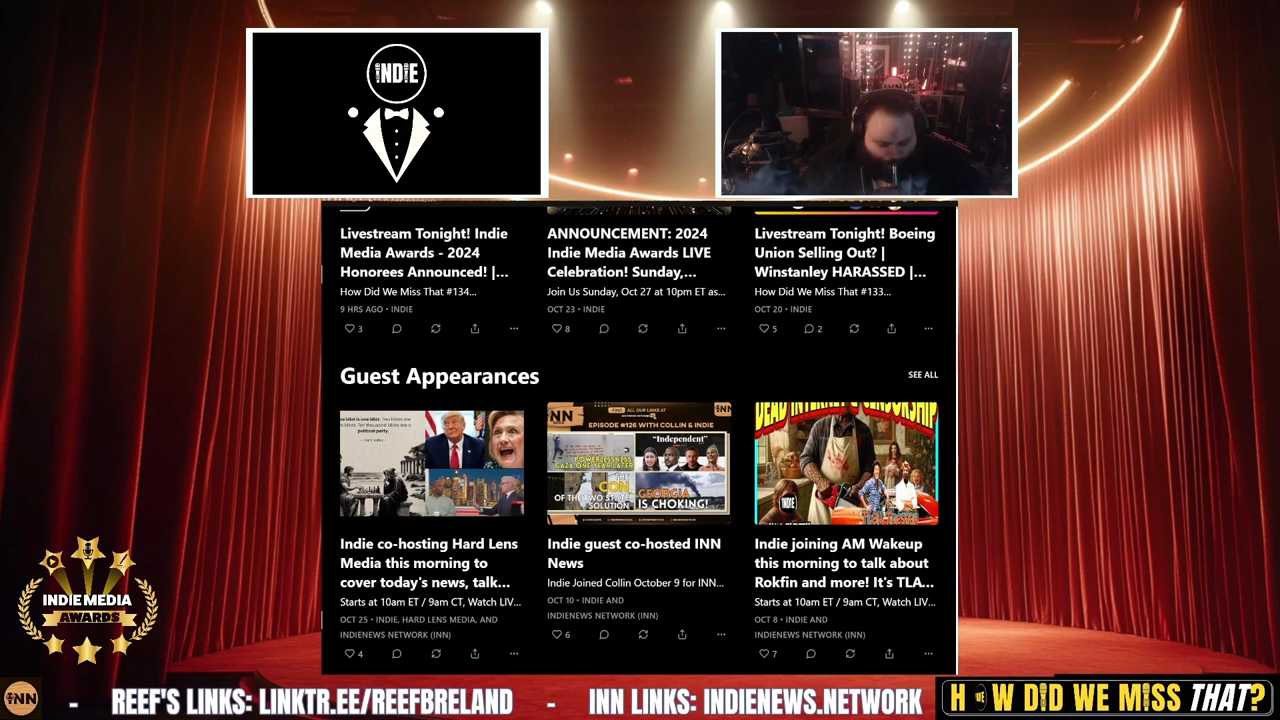 INDIE
Livestream Tonight! Indie
Media Awards - 2024
Honorees Announced! |...
How Did We Miss That #134...
9 HRS AGO • INDIE
3
ANNOUNCEMENT: 2024
Indie Media Awards LIVE
Celebration! Sunday,...
Join Us Sunday, Oct 27 at 10pm ET as...
OCT 23 • INDIE
8
Livestream Tonight! Boeing
Union Selling Out? |
Winstanley HARASSED |...
How Did We Miss That #133...
OCT 20 • INDIE
5
2
Guest Appearances
SEE ALL
political party.
INN
ALL OUR LINKS AT
INN
EPISODE #126 WITH COLLIN & INDIE
"Independent"
POWERLESSNESS
GAZA ONE YEAR LATER
THE
CON
OF THE TWO STATE
SOLUTION
GEORGIA
IS CHOKING!
DEAD INTERNET & CENSORSHIP
INDIE
Indie co-hosting Hard Lens
Media this morning to
cover today's news, talk...
Starts at 10am ET / 9am CT, Watch LIV...
OCT 25 • INDIE, HARD LENS MEDIA, AND
INDIENEWS NETWORK (INN)
4
Indie guest co-hosted INN
News
Indie Joined Collin October 9 for INN...
OCT 10 • INDIE AND
INDIENEWS NETWORK (INN)
6
Indie joining AM Wakeup
this morning to talk about
Rokfin and more! It's TLA...
Starts at 10am ET / 9am CT, Watch LIV...
OCT 8 • INDIE AND
INDIENEWS NETWORK (INN)
7
INDIE MEDIA
AWARDS
INN
- REEF'S LINKS: LINKTR.EE/REEFBRELAND - INN LINKS: INDIENEWS.NETWORK
HOW DID WE MISS THAT?